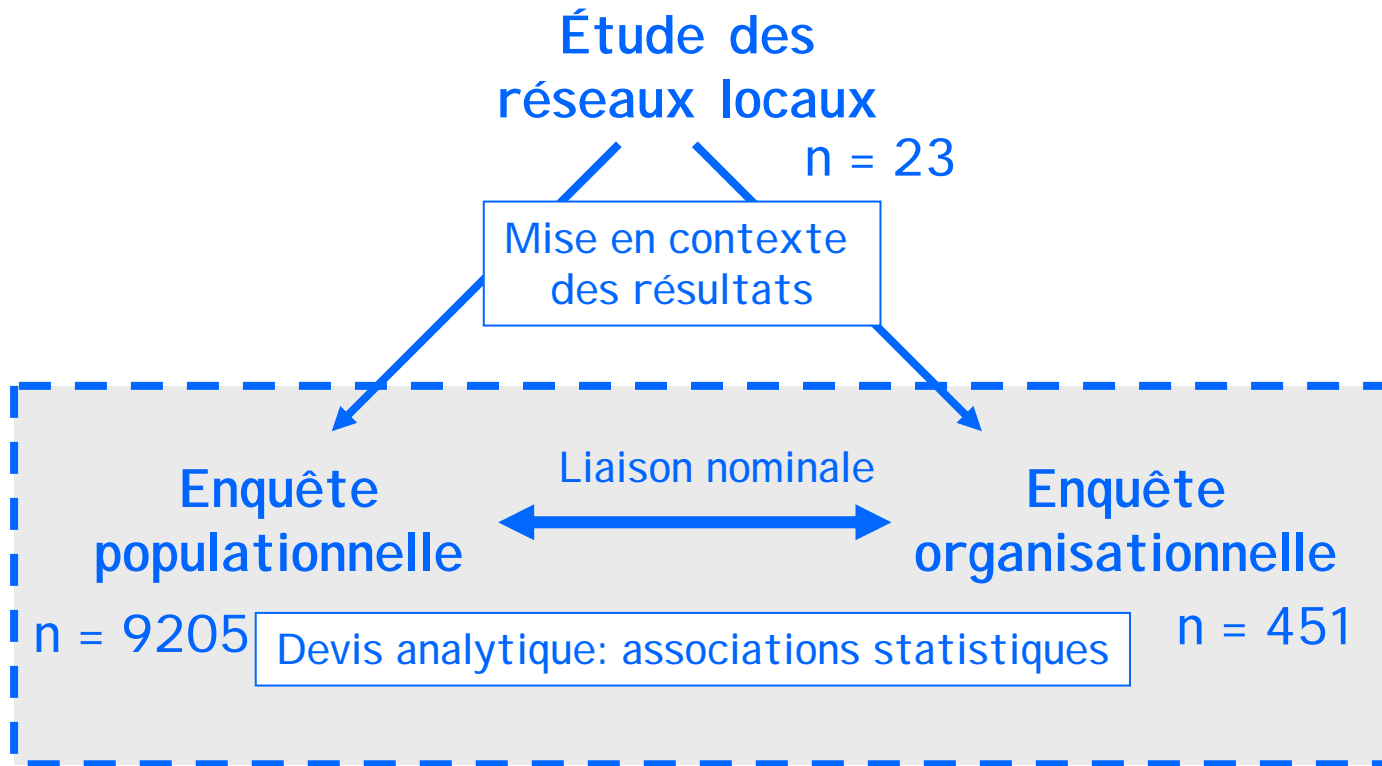 Étude des
réseaux locaux
n = 23
Mise en contexte
des résultats
Liaison nominale
Enquête
populationnelle
Enquête
organisationnelle
n = 9205
n = 451
Devis analytique: associations statistiques